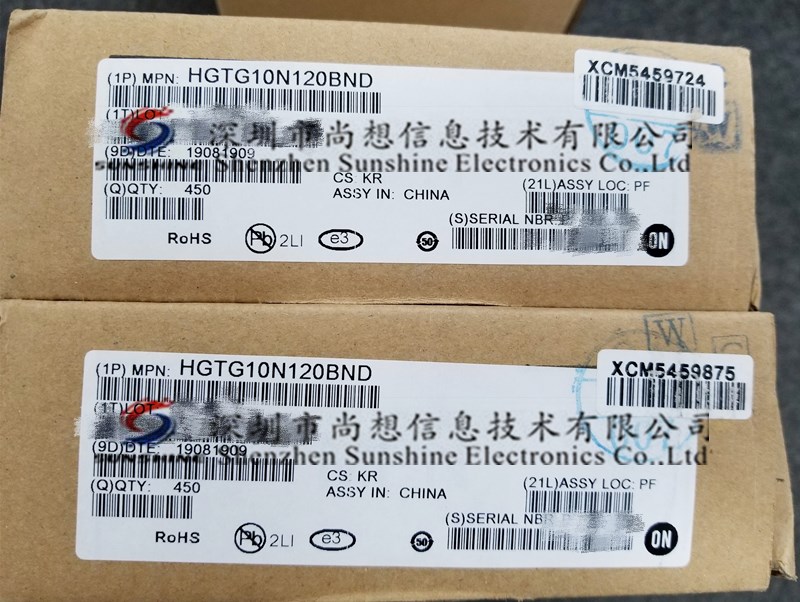 (1P) MPN: HGTG10N120BND
XCM5459724
(1T)LOT
深圳市尚想信息技术有限公司
(9D)DTE: 19081909
Shenzhen Sunshine Electronics Co.,Ltd
SUNSHINE
CS KR
(Q)QTY: 450
ASSY IN: CHINA
(21L)ASSY LOC: PF
(S)SERIAL NBR:
RoHS
Pb 2LI
e3
50
ON
W
(1P) MPN: HGTG10N120BND
XCM5459875
(1T)LOT
深圳市尚想信息技术有限公司
(9D)DTE: 19081909
Shenzhen Sunshine Electronics Co.,Ltd
CS KR
(Q)QTY: 450
ASSY IN: CHINA
(21L)ASSY LOC: PF
(S)SERIAL NBR:
RoHS
Pb 2LI
e3
50
ON